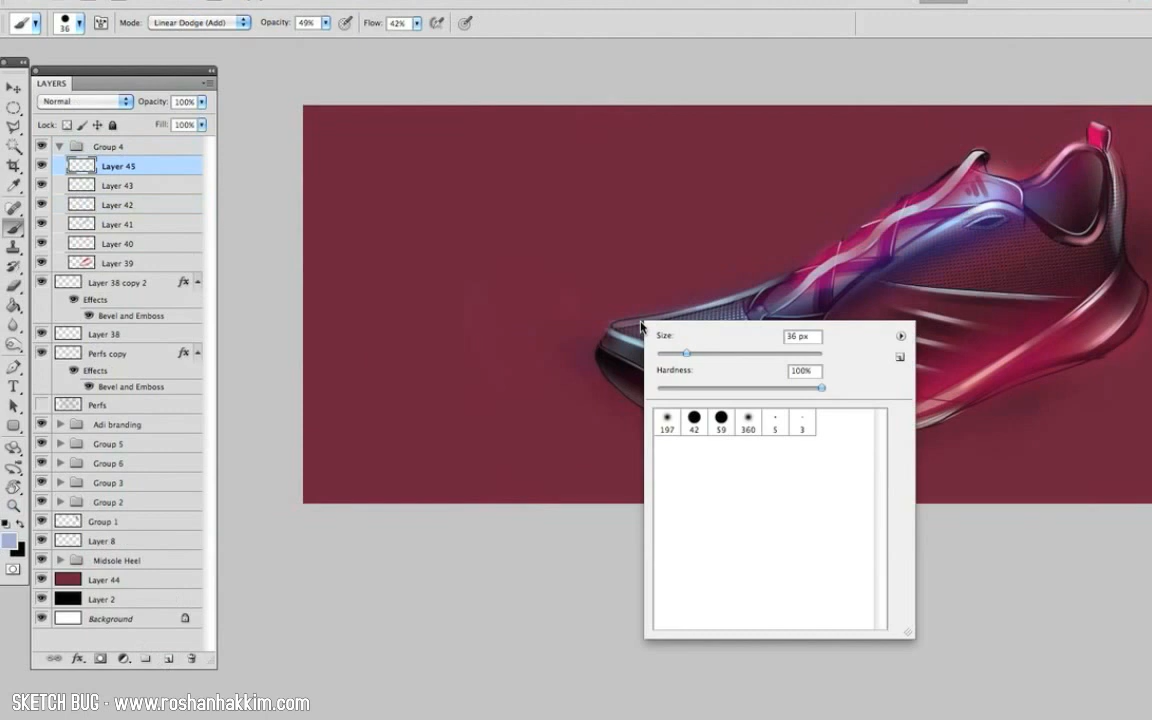 36
Mode: Linear Dodge (Add) Opacity: 49% Flow: 42%
LAYERS
Normal Opacity: 100%
Lock: Fill: 100%
Group 4
Layer 45
Layer 43
Layer 42
Layer 41
Layer 40
Layer 39
Layer 38 copy 2 fx
Effects
Bevel and Emboss
Layer 38
Perfs copy fx
Effects
Bevel and Emboss
Perfs
Adi branding
Group 5
Group 6
Group 3
Group 2
Group 1
Layer 8
Midsole Heel
Layer 44
Layer 2
Background
fx
T
Size: 36 px
Hardness: 100%
197 42 59 360 5 3
SKETCH BUG - www.roshanhakkim.com